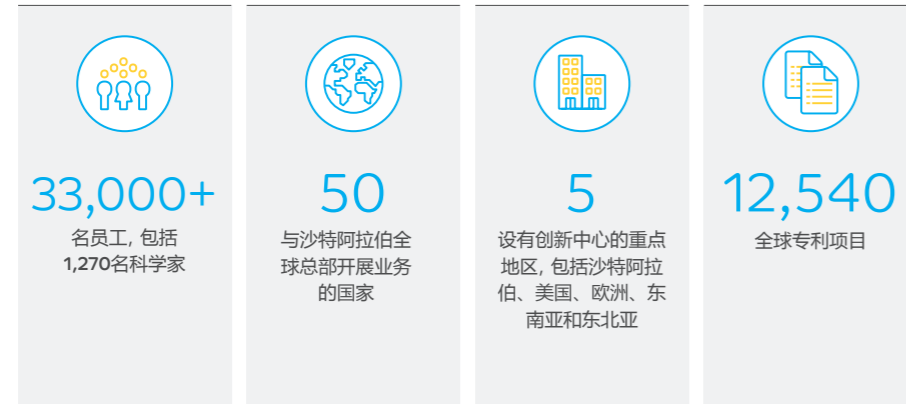 33,000+
名员工, 包括
1,270名科学家
50
与沙特阿拉伯全
球总部开展业务
的国家
5
设有创新中心的重点
地区, 包括沙特阿拉
伯、美国、欧洲、东
南亚和东北亚
12,540
全球专利项目